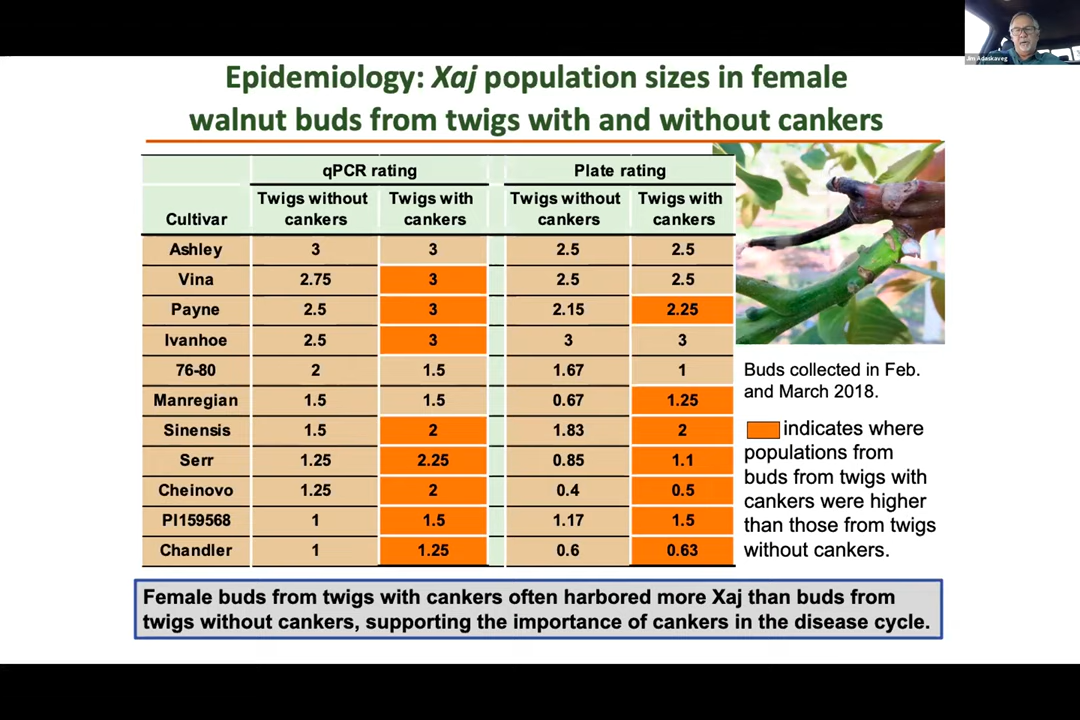 Jim Adaskaveg
Epidemiology: Xaj population sizes in female
walnut buds from twigs with and without cankers
qPCR rating Plate rating
Cultivar Twigs without cankers Twigs with cankers Twigs without cankers Twigs with cankers
Ashley 3 3 2.5 2.5
Vina 2.75 3 2.5 2.5
Payne 2.5 3 2.15 2.25
Ivanhoe 2.5 3 3 3
76-80 2 1.5 1.67 1
Manregian 1.5 1.5 0.67 1.25
Sinensis 1.5 2 1.83 2
Serr 1.25 2.25 0.85 1.1
Cheinovo 1.25 2 0.4 0.5
PI159568 1 1.5 1.17 1.5
Chandler 1 1.25 0.6 0.63
Buds collected in Feb.
and March 2018.
indicates where
populations from
buds from twigs with
cankers were higher
than those from twigs
without cankers.
Female buds from twigs with cankers often harbored more Xaj than buds from
twigs without cankers, supporting the importance of cankers in the disease cycle.